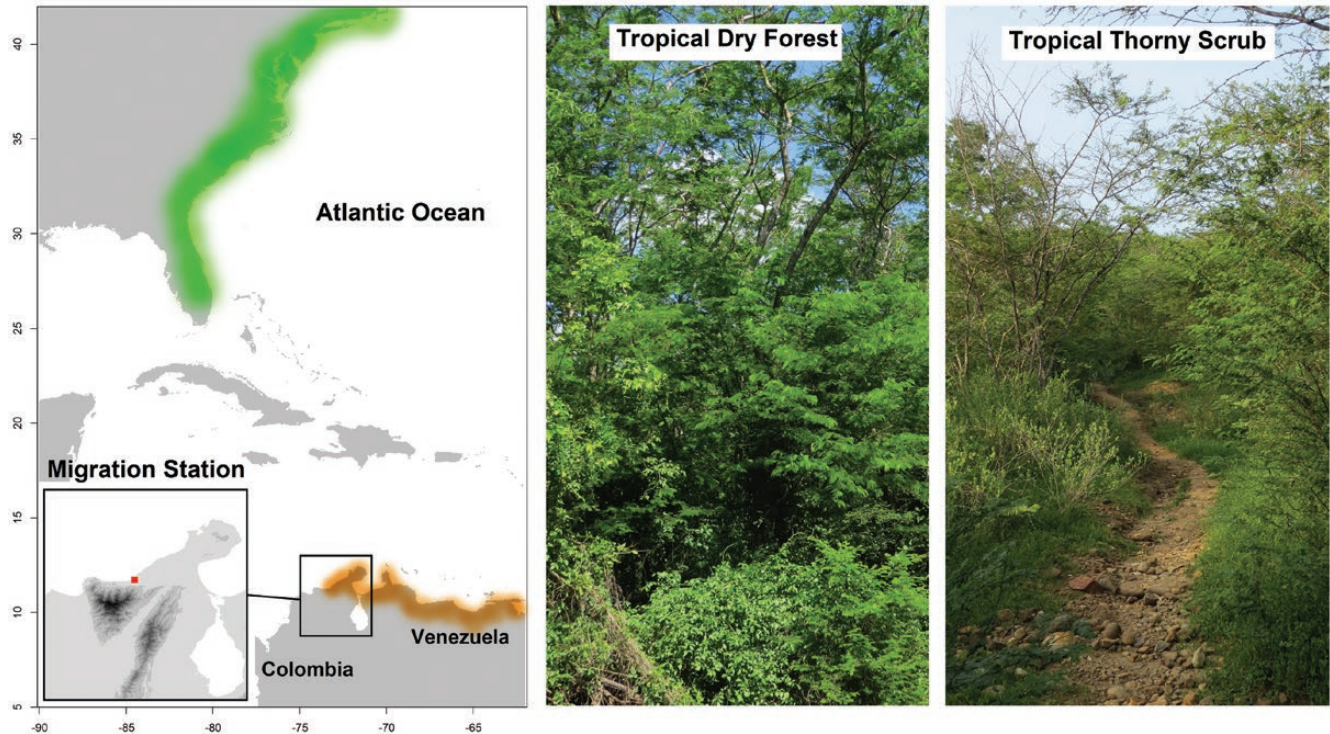 40
35
30
25
20
15
10
5
-90
-85
-80
-75
-70
-65
Atlantic Ocean
Migration Station
Venezuela
Colombia
Tropical Dry Forest
Tropical Thorny Scrub